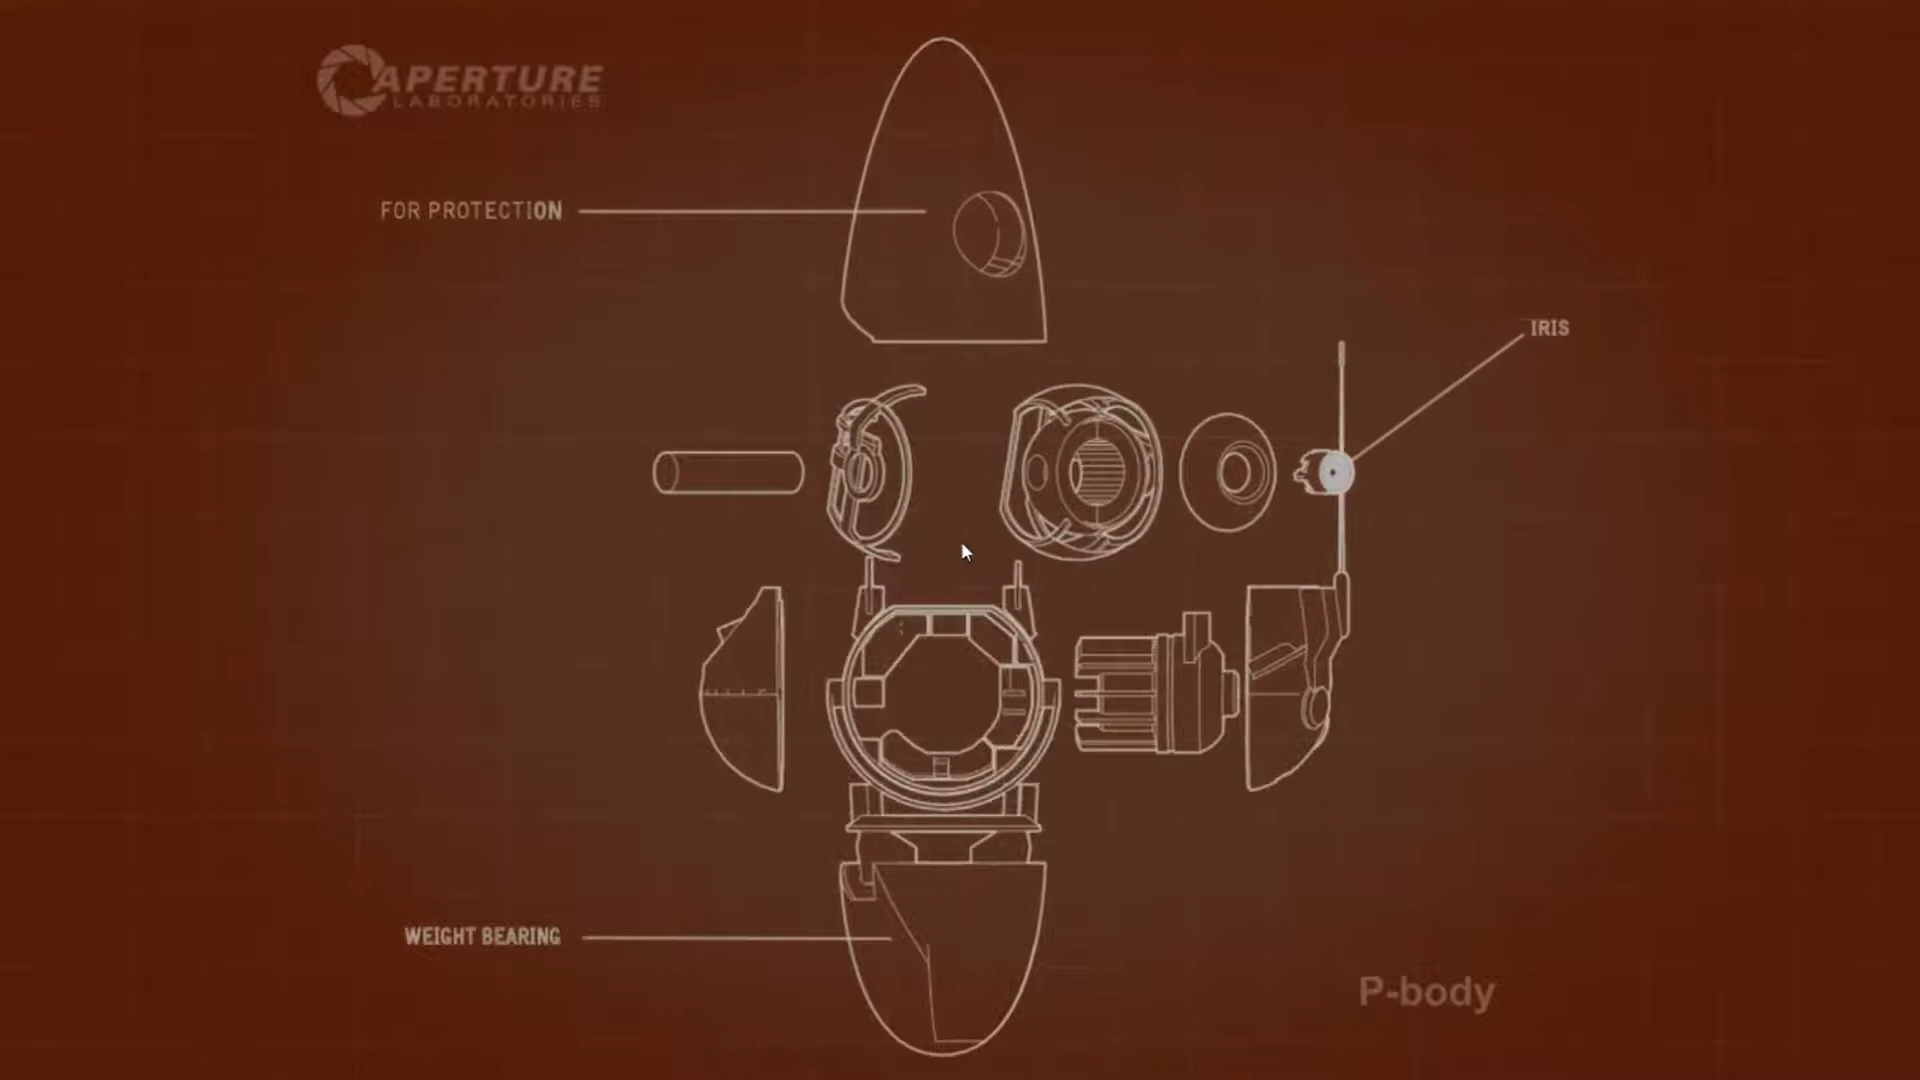 APERTURE
LABORATORIES
FOR PROTECTION
IRIS
WEIGHT BEARING
P-body